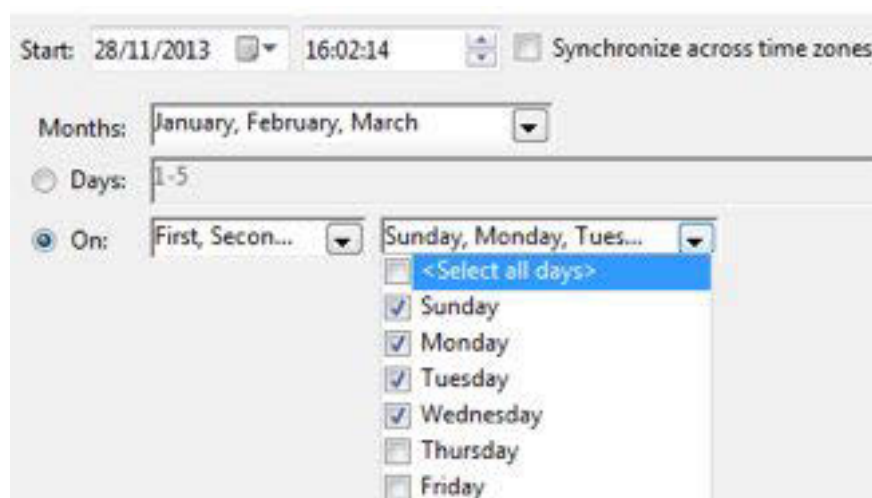 Start: 28/11/2013 16:02:14 Synchronize across time zones
Months: January, February, March
Days: 1-5
On: First, Secon... Sunday, Monday, Tues...
<Select all days>
Sunday
Monday
Tuesday
Wednesday
Thursday
Friday